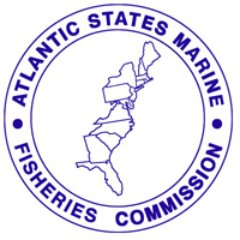 ATLANTIC STATES MARINE
FISHERIES COMMISSION